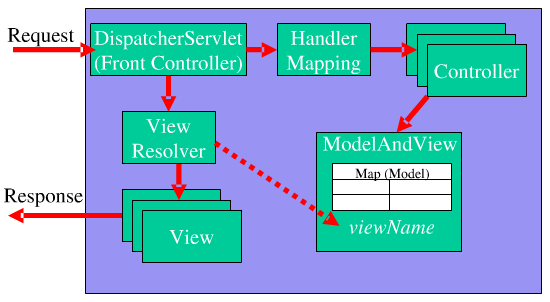 Request
DispatcherServlet
(Front Controller)
Handler
Mapping
Controller
View
Resolver
ModelAndView
Map (Model)
viewName
Response
View